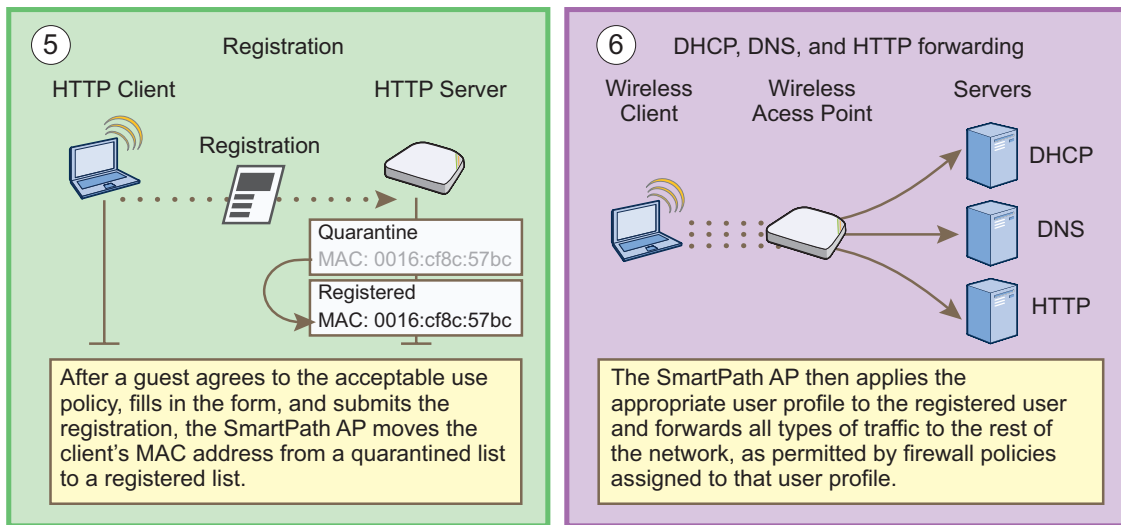 5
Registration
HTTP Client
HTTP Server
Registration
Quarantine
MAC: 0016:cf8c:57bc
Registered
MAC: 0016:cf8c:57bc
After a guest agrees to the acceptable use
policy, fills in the form, and submits the
registration, the SmartPath AP moves the
client’s MAC address from a quarantined list
to a registered list.
6
DHCP, DNS, and HTTP forwarding
Wireless
Client
Wireless
Acess Point
Servers
DHCP
DNS
HTTP
The SmartPath AP then applies the
appropriate user profile to the registered user
and forwards all types of traffic to the rest of
the network, as permitted by firewall policies
assigned to that user profile.